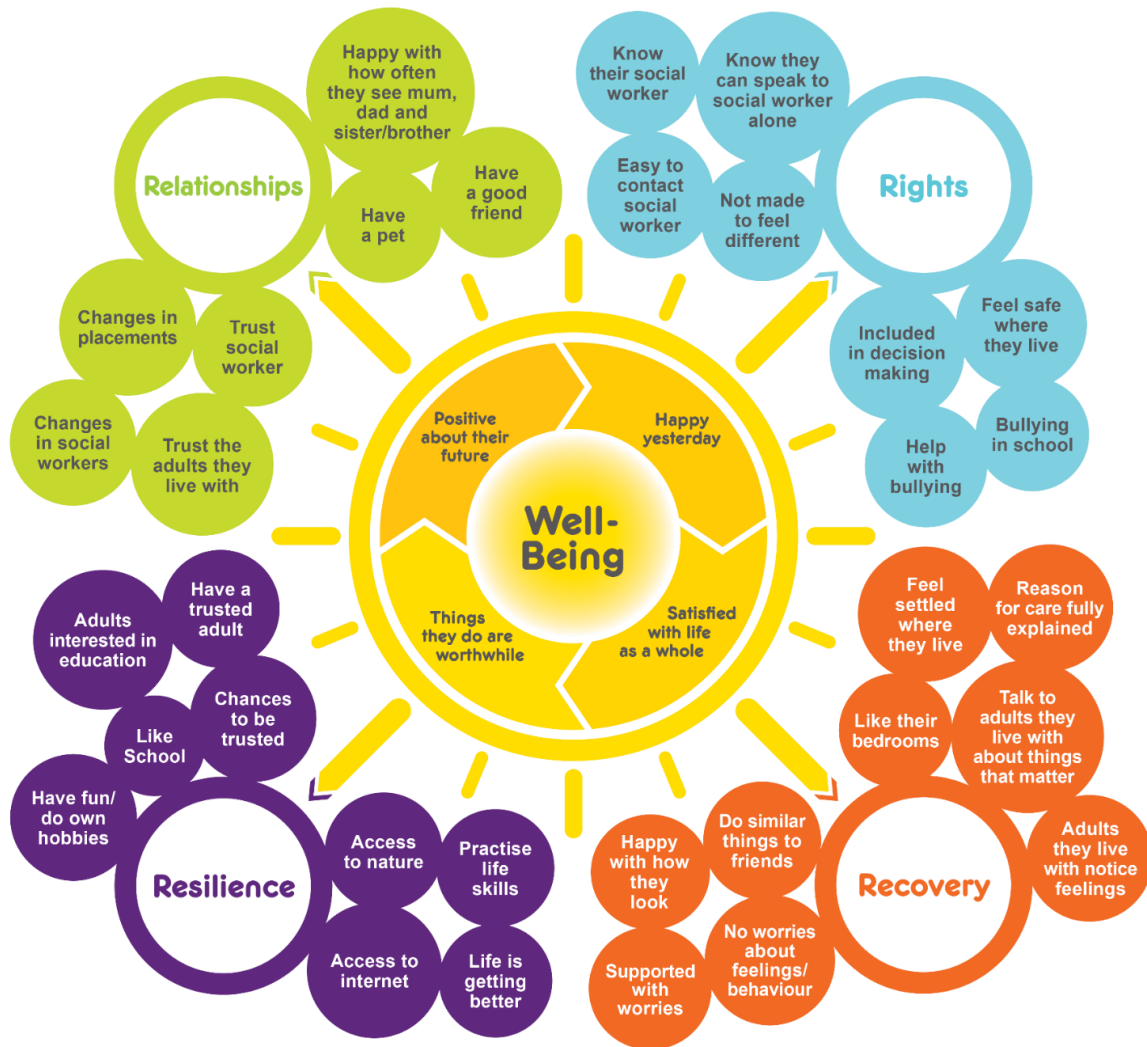 Relationships
Happy with
how often
they see mum,
dad and
sister/brother
Have
a good
friend
Have
a pet
Changes in
placements
Trust
social
worker
Changes
in social
workers
Trust the
adults they
live with
Rights
Know
their social
worker
Know they
can speak to
social worker
alone
Easy to
contact
social
worker
Not made
to feel
different
Included
in decision
making
Feel safe
where
they live
Help
with
bullying
Bullying
in school
Well-
Being
Positive
about their
future
Happy
yesterday
Things
they do are
worthwhile
Satisfied
with life
as a whole
Resilience
Adults
interested in
education
Have a
trusted
adult
Like
School
Chances
to be
trusted
Have fun/
do own
hobbies
Access
to nature
Practise
life
skills
Access to
internet
Life is
getting
better
Recovery
Feel
settled
where
they live
Reason
for care fully
explained
Like their
bedrooms
Talk to
adults they
live with
about things
that matter
Adults
they live
with notice
feelings
Happy
with how
they
look
Do similar
things to
friends
Supported
with
worries
No worries
about
feelings/
behaviour